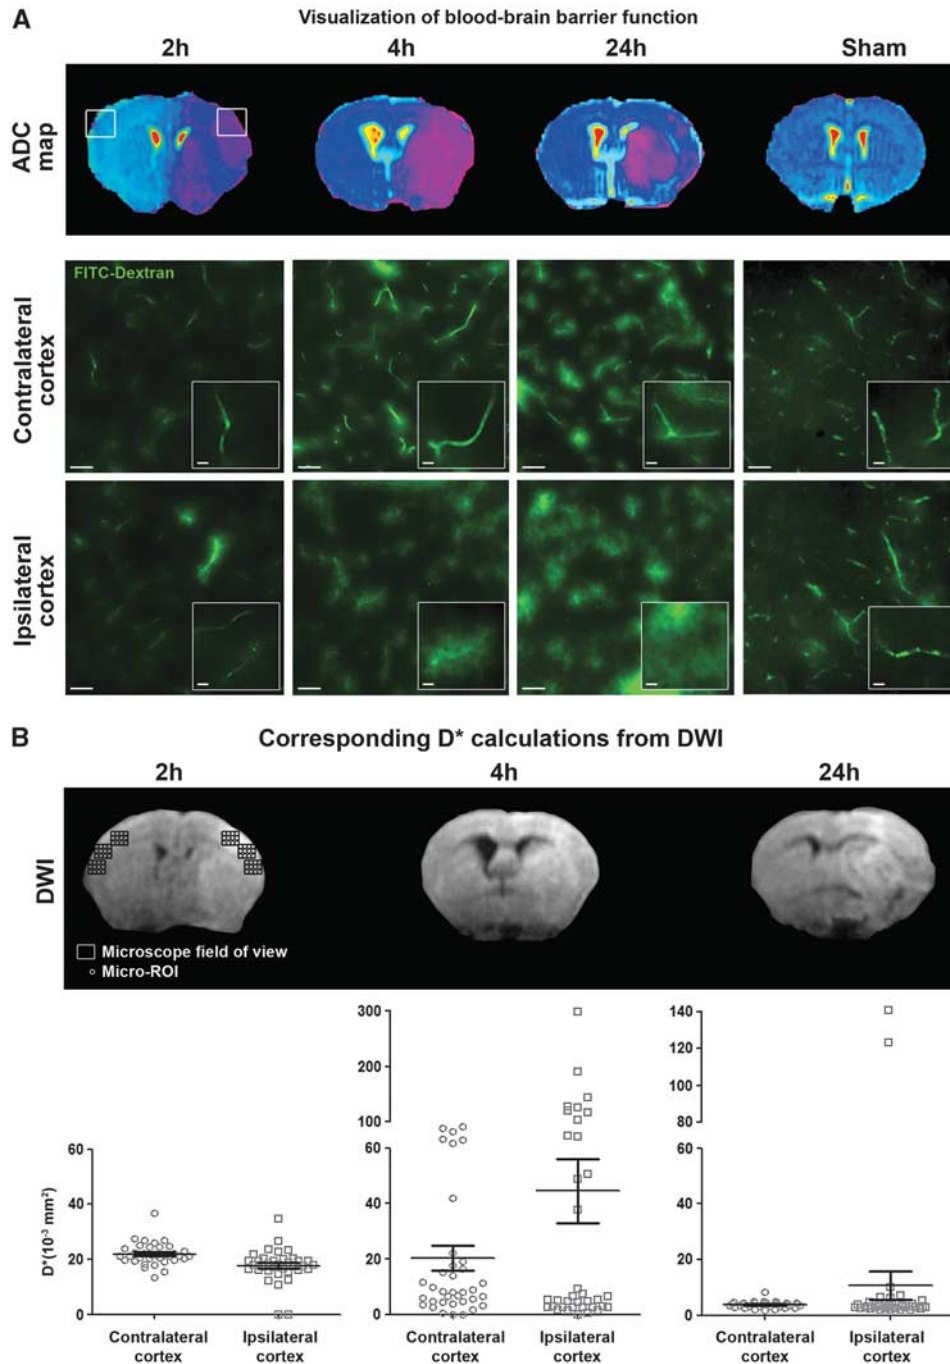 A
Visualization of blood-brain barrier function
2h 4h 24h Sham
ADC
map
FITC-Dextran
Contralateral
cortex
Ipsilateral
cortex
B
Corresponding D* calculations from DWI
2h 4h 24h
DWI
Microscope field of view
Micro-ROI
D*(10⁻³ mm²)
60
40
20
0
Contralateral
cortex
Ipsilateral
cortex
300
200
100
60
40
20
0
Contralateral
cortex
Ipsilateral
cortex
140
120
100
80
60
40
20
0
Contralateral
cortex
Ipsilateral
cortex